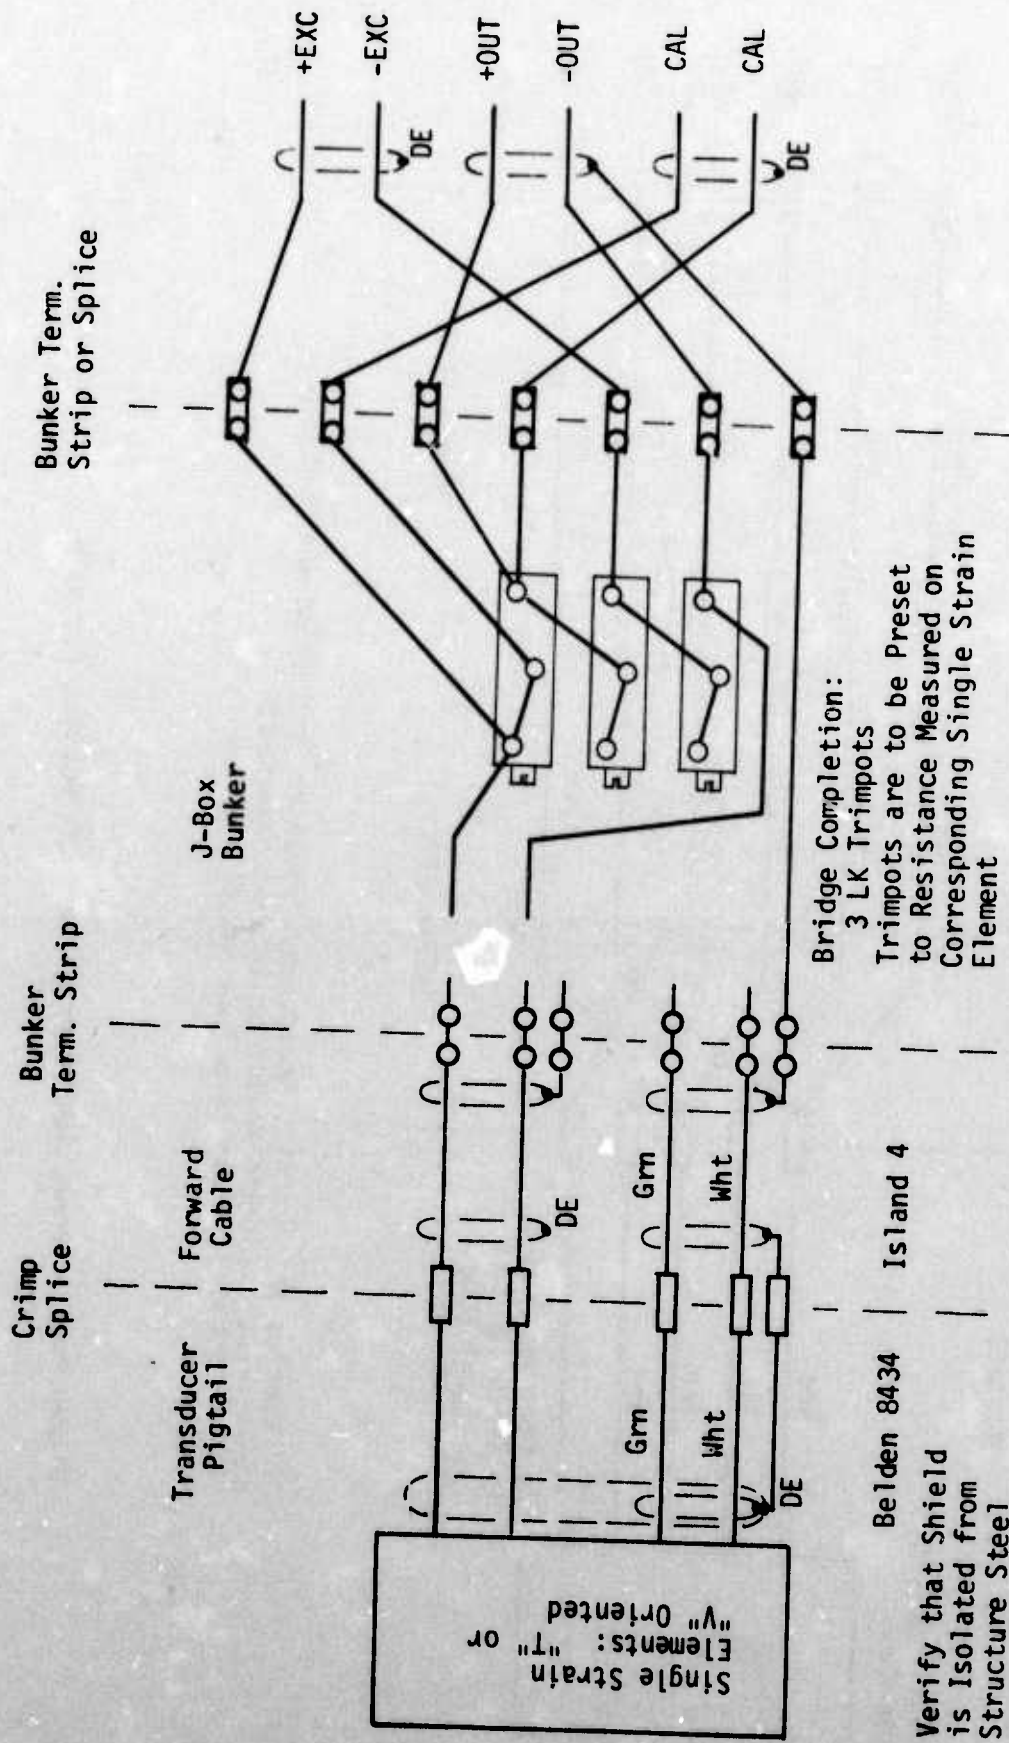 Crimp
Splice
Bunker
Term. Strip
Bunker Term.
Strip or Splice
Transducer
Pigtail
Forward
Cable
J-Box
Bunker
+EXC
-EXC
+OUT
-OUT
CAL
CAL
DE
DE
DE
DE
Grn
Wht
Grn
Wht
Single Strain
Elements: "T" or
"V" Oriented
Belden 8434
Island 4
Verify that Shield
is Isolated from
Structure Steel
Bridge Completion:
3 LK Trimpots
Trimpots are to be Preset
to Resistance Measured on
Corresponding Single Strain
Element